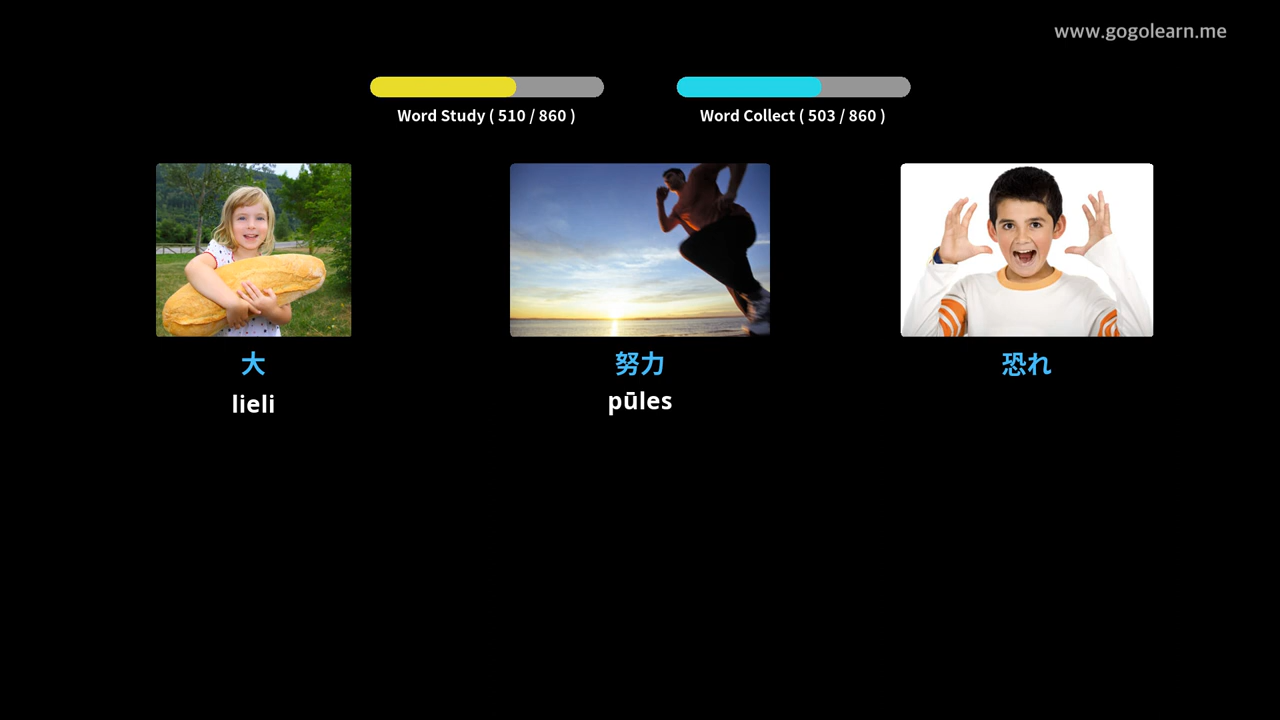 www.gogolearn.me
Word Study ( 510 / 860 )
Word Collect ( 503 / 860 )
大
努力
恐れ
lieli
pūles